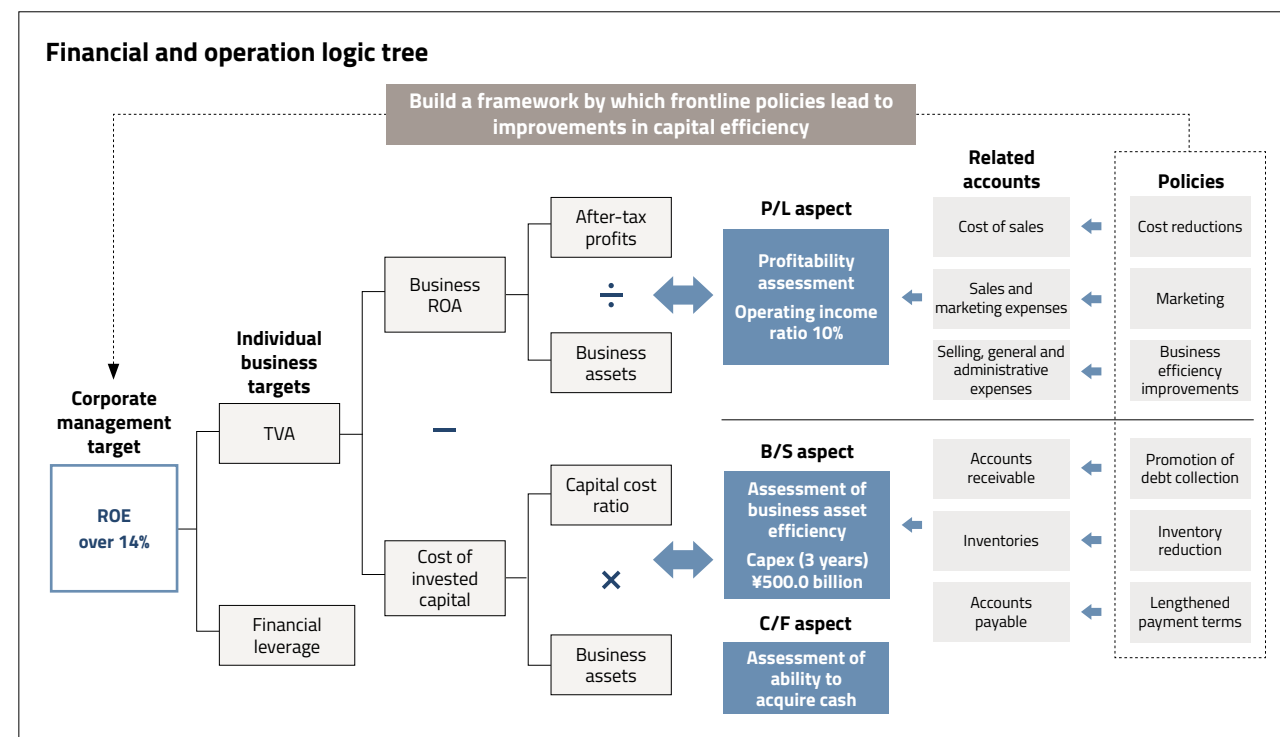 Financial and operation logic tree
Build a framework by which frontline policies lead to
improvements in capital efficiency
Corporate
management
target
ROE
over 14%
Individual
business
targets
TVA
Financial
leverage
Business
ROA
−
Cost of
invested
capital
After-tax
profits
÷
Business
assets
Capital cost
ratio
×
Business
assets
P/L aspect
Profitability
assessment
Operating income
ratio 10%
B/S aspect
Assessment of
business asset
efficiency
Capex (3 years)
¥500.0 billion
C/F aspect
Assessment of
ability to
acquire cash
Related
accounts
Cost of sales
Sales and
marketing expenses
Selling, general and
administrative
expenses
Accounts
receivable
Inventories
Accounts
payable
Policies
Cost reductions
Marketing
Business
efficiency
improvements
Promotion of
debt collection
Inventory
reduction
Lengthened
payment terms